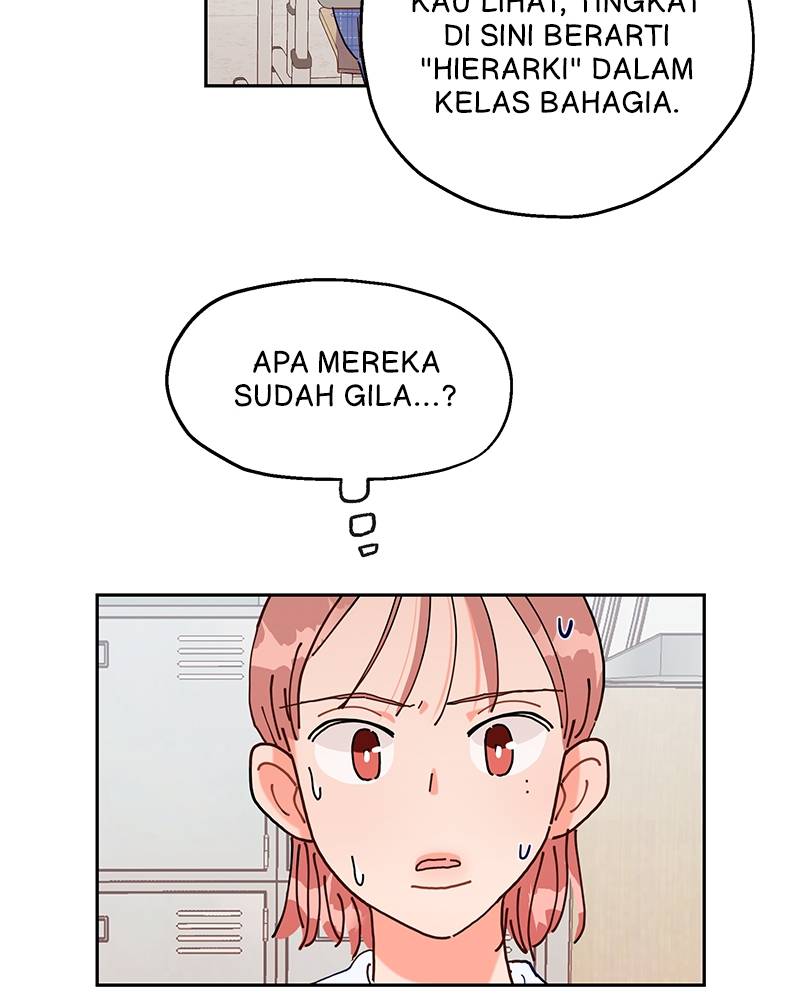 KAU LIHAT, TINGKAT
DI SINI BERARTI
"HIERARKI" DALAM
KELAS BAHAGIA.
APA MEREKA
SUDAH GILA...?